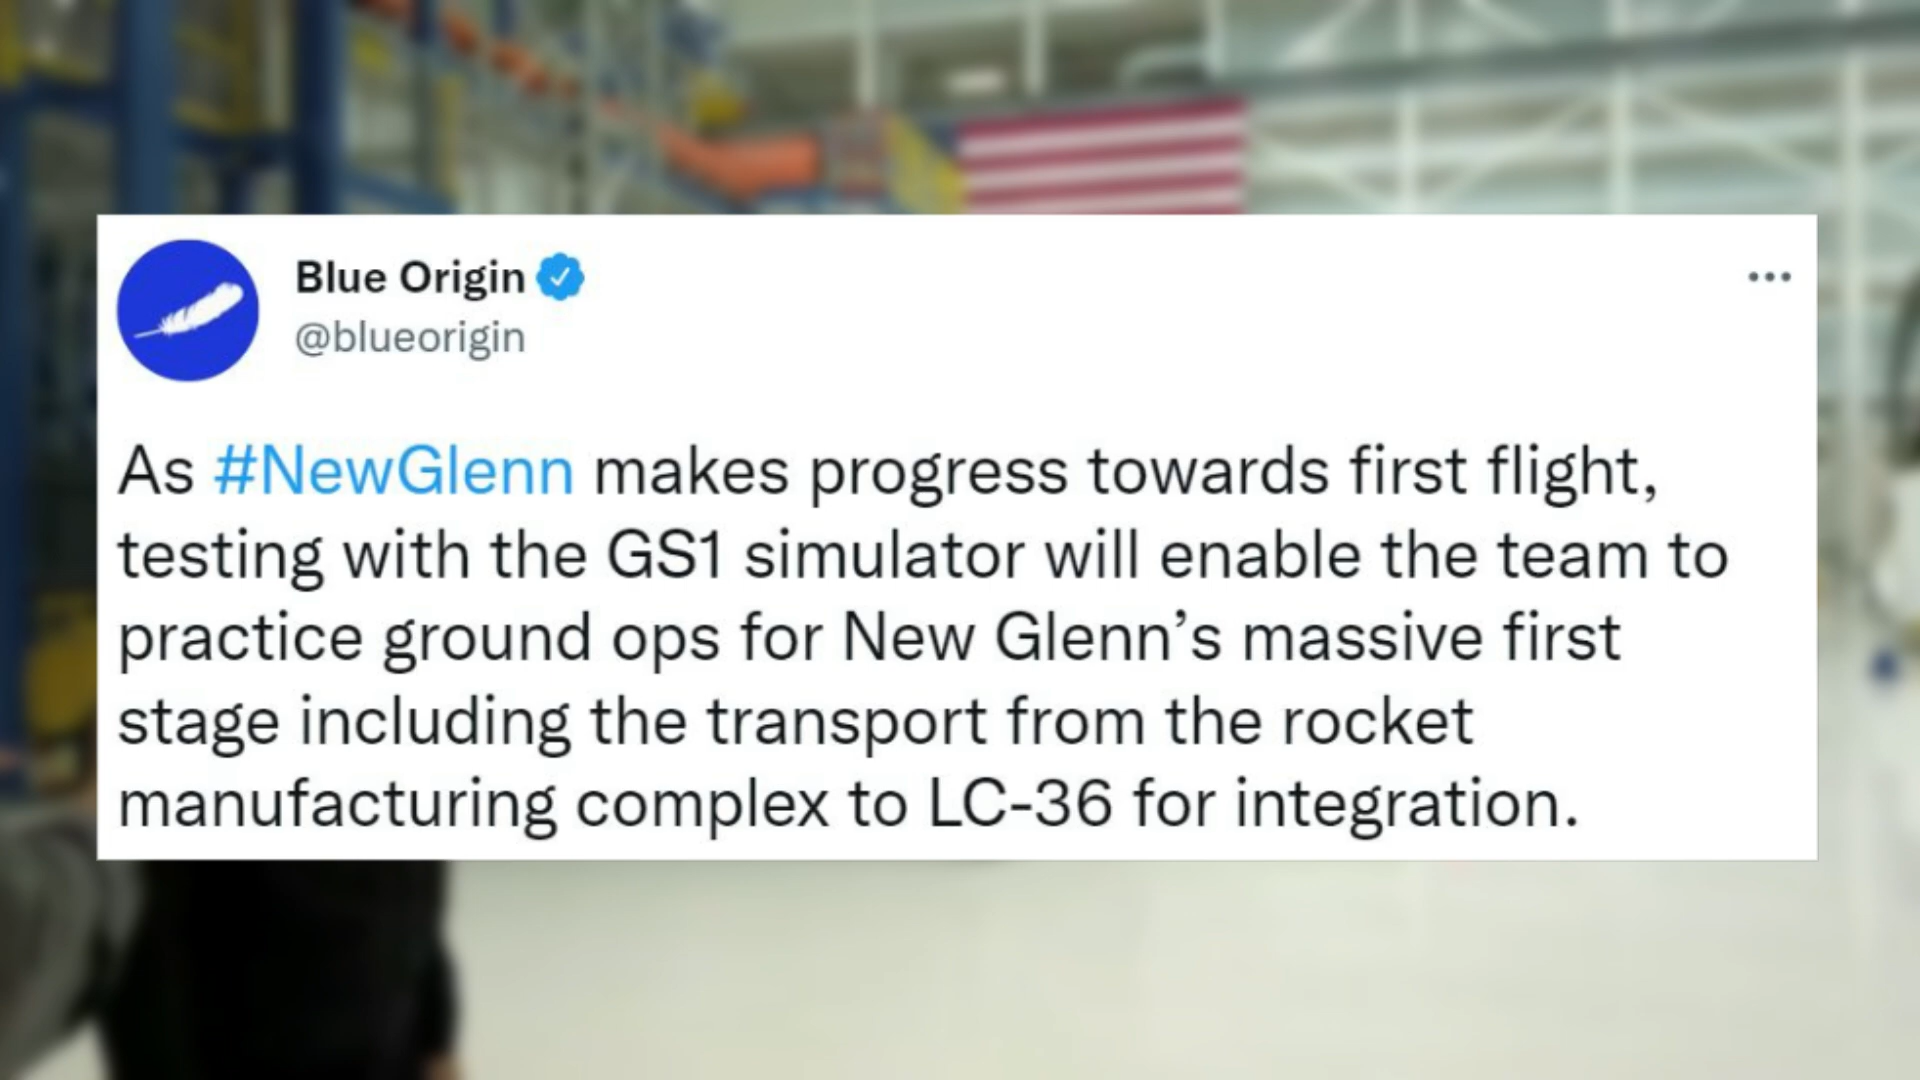 Blue Origin
@blueorigin
As #NewGlenn makes progress towards first flight,
testing with the GS1 simulator will enable the team to
practice ground ops for New Glenn’s massive first
stage including the transport from the rocket
manufacturing complex to LC-36 for integration.